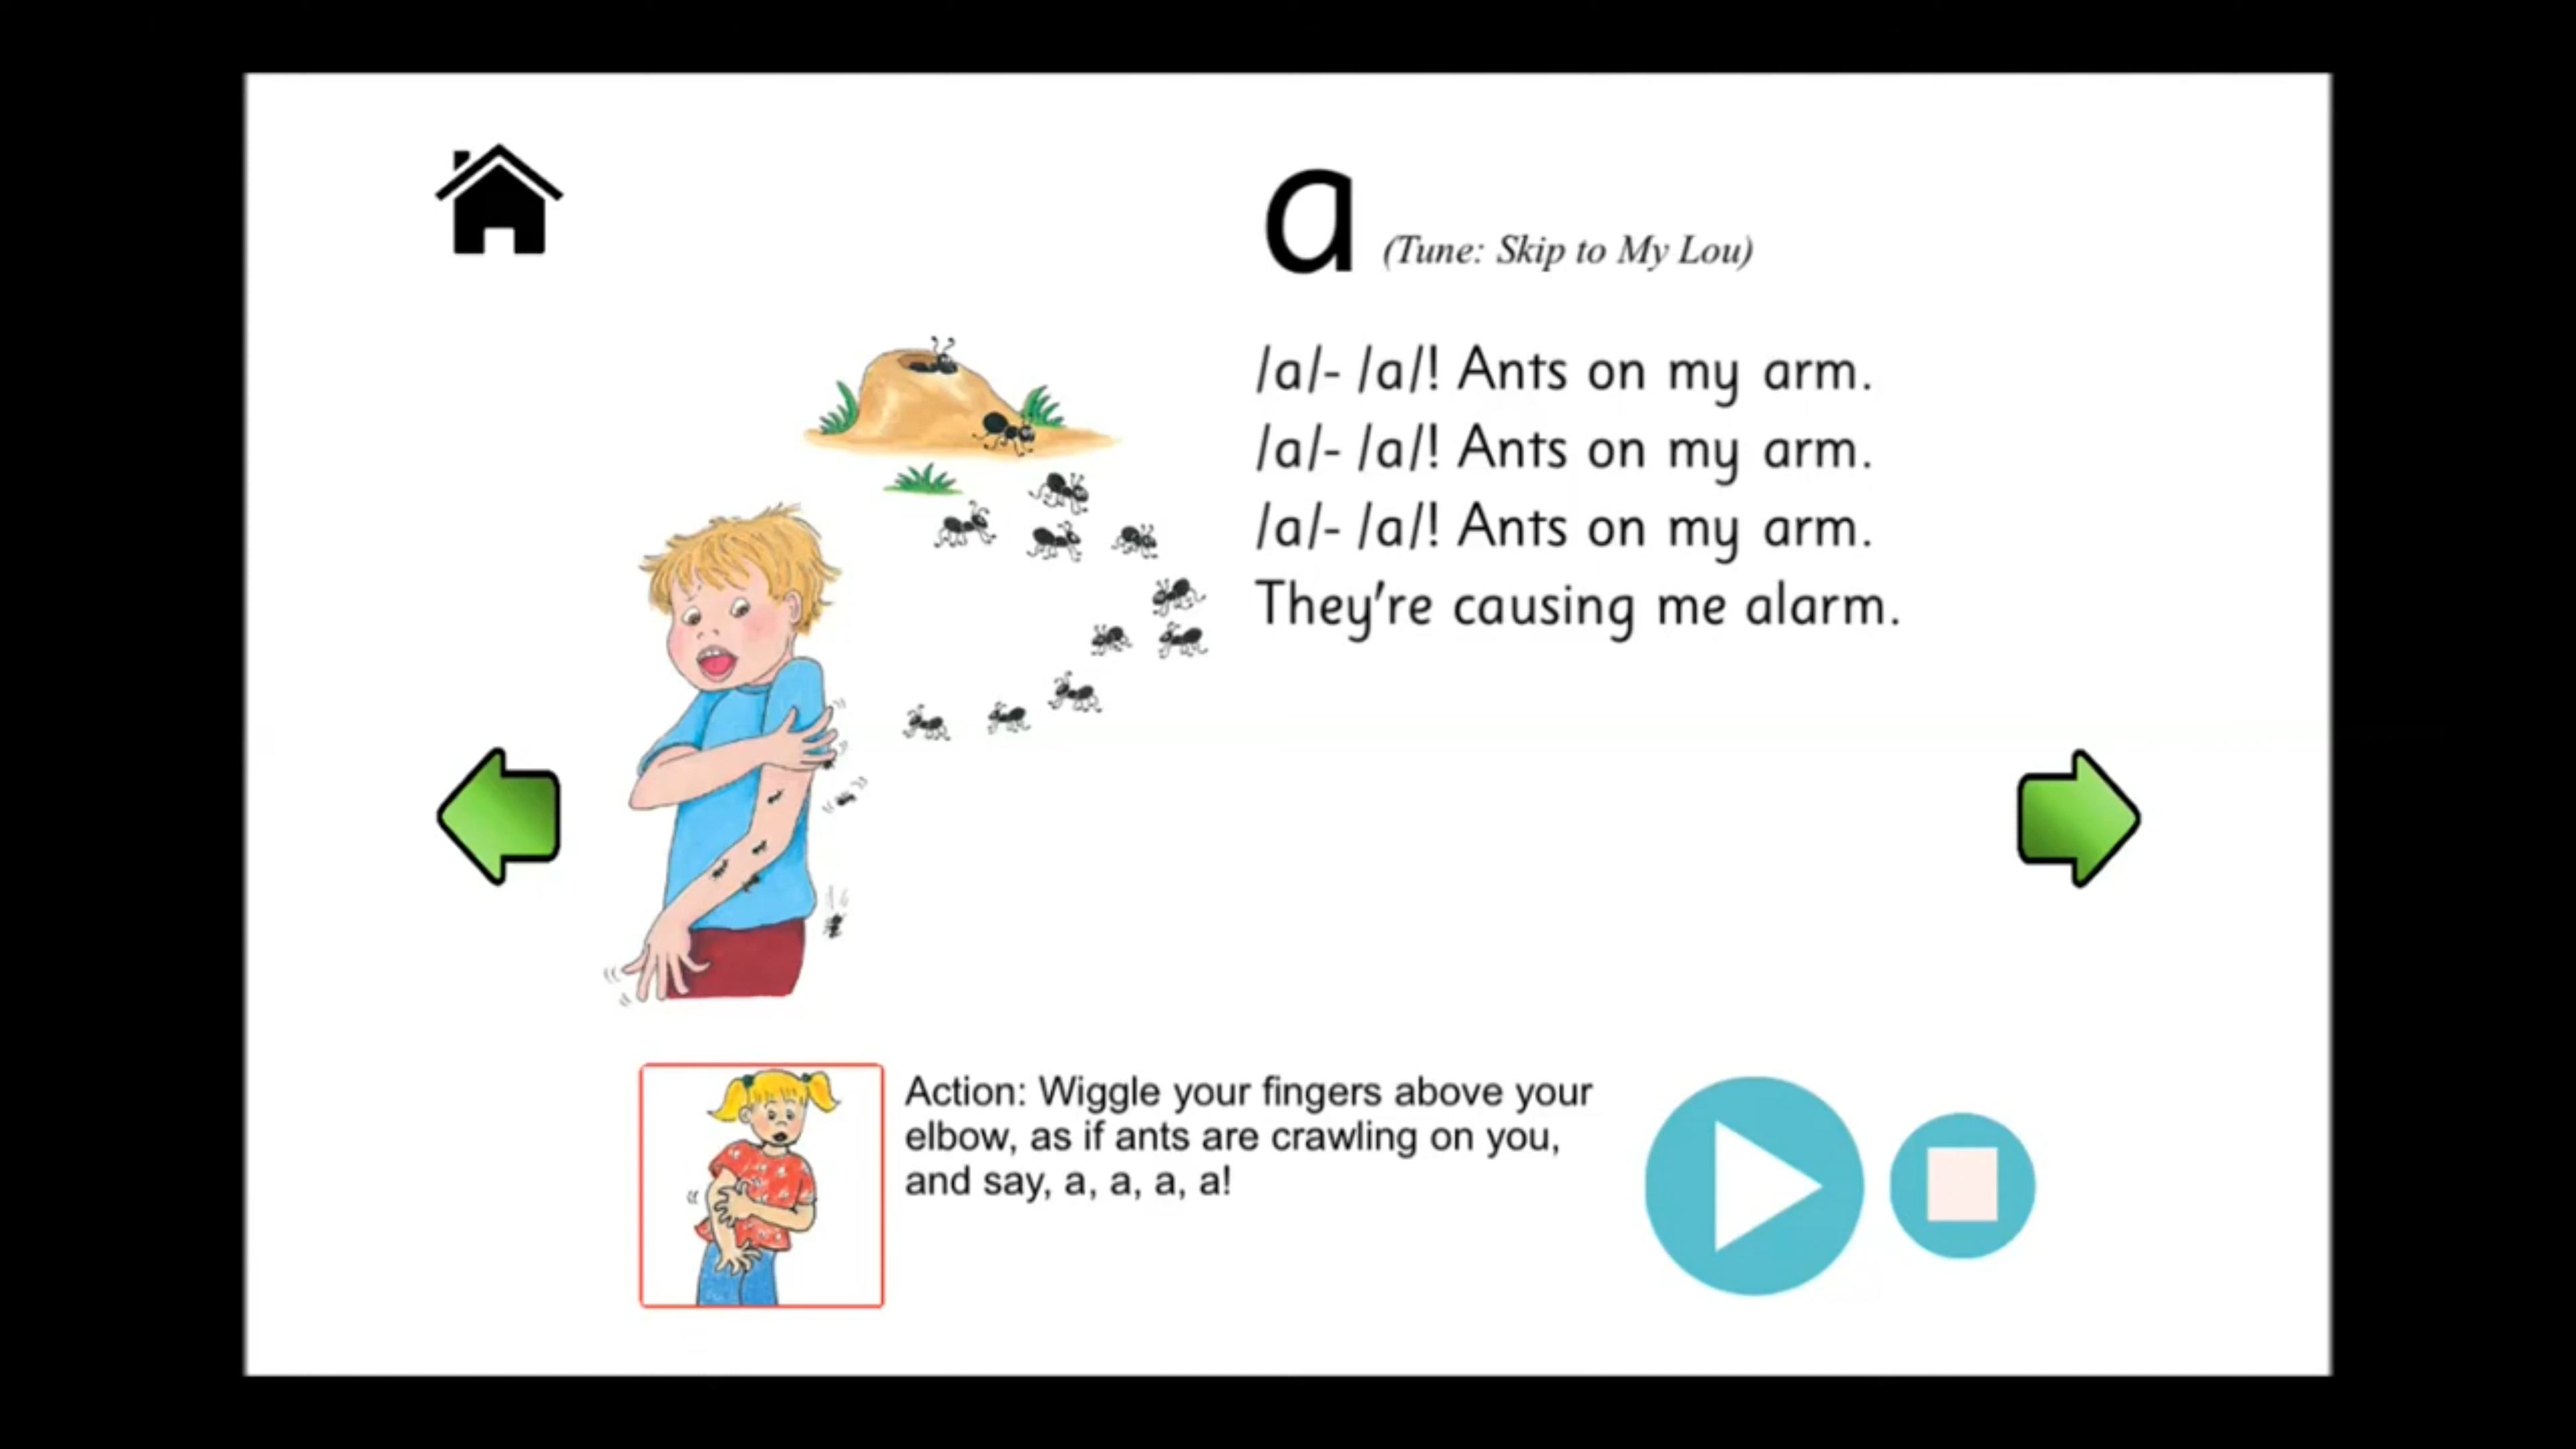 a (Tune: Skip to My Lou)
/a/- /a/! Ants on my arm.
/a/- /a/! Ants on my arm.
/a/- /a/! Ants on my arm.
They're causing me alarm.
Action: Wiggle your fingers above your
elbow, as if ants are crawling on you,
and say, a, a, a, a!